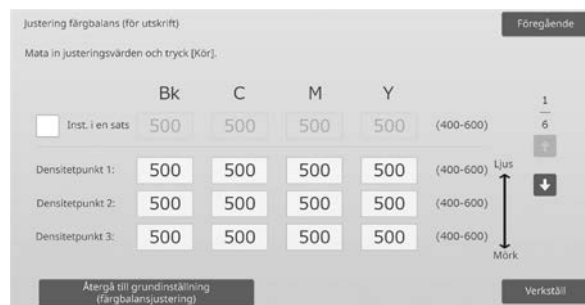 Justering färgbalans (för utskrift)
Föregående
Mata in justeringsvärden och tryck [Kör].
Bk C M Y
Inst. i en sats 500 500 500 500 (400-600)
1
6
Densitetpunkt 1: 500 500 500 500 (400-600) Ljus
Densitetpunkt 2: 500 500 500 500 (400-600)
Densitetpunkt 3: 500 500 500 500 (400-600)
Mörk
Återgå till grundinställning
(färgbalansjustering)
Verkställ